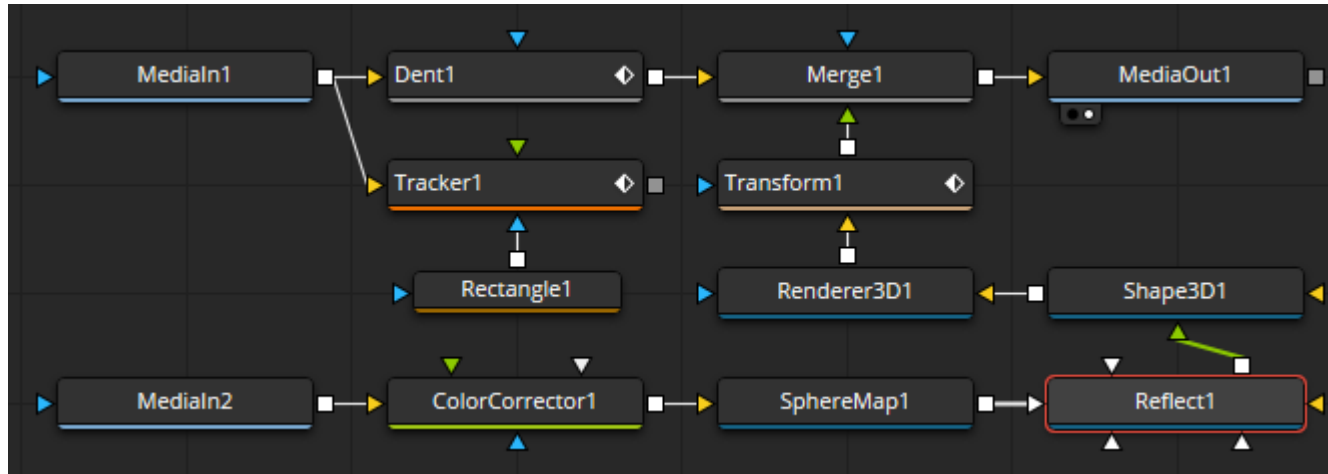 MediaIn1
Dent1
Merge1
MediaOut1
Tracker1
Transform1
Rectangle1
Renderer3D1
Shape3D1
MediaIn2
ColorCorrector1
SphereMap1
Reflect1